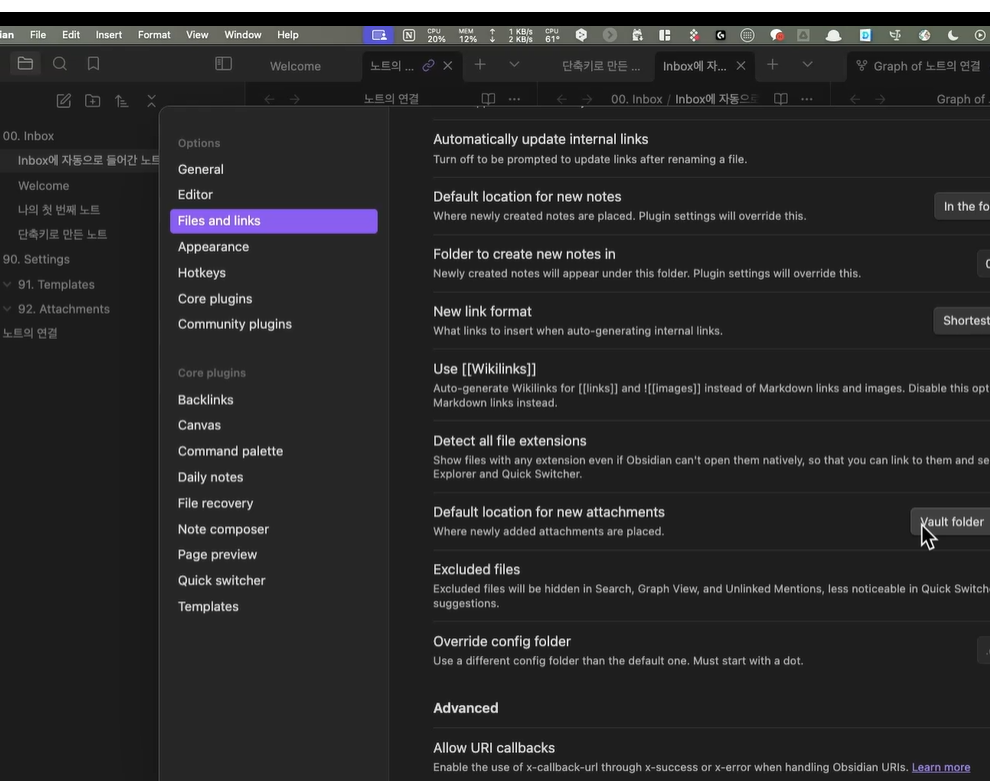 ian File Edit Insert Format View Window Help CPU 20% MEM 12% 1 KB/s 2 KB/s CPU 61°
Welcome 노트의 ... 단축키로 만든 ... Inbox에 자... Graph of 노트의 연결
노트의 연결 00. Inbox / Inbox에 자동으로 Graph of
00. Inbox
Inbox에 자동으로 들어간 노트
Welcome
나의 첫 번째 노트
단축키로 만든 노트
90. Settings
91. Templates
92. Attachments
노트의 연결
Options
General
Editor
Files and links
Appearance
Hotkeys
Core plugins
Community plugins
Core plugins
Backlinks
Canvas
Command palette
Daily notes
File recovery
Note composer
Page preview
Quick switcher
Templates
Automatically update internal links
Turn off to be prompted to update links after renaming a file.
Default location for new notes
Where newly created notes are placed. Plugin settings will override this.
In the fo
Folder to create new notes in
Newly created notes will appear under this folder. Plugin settings will override this.
New link format
What links to insert when auto-generating internal links.
Shortest
Use [[Wikilinks]]
Auto-generate Wikilinks for [[links]] and ![[images]] instead of Markdown links and images. Disable this opt
Markdown links instead.
Detect all file extensions
Show files with any extension even if Obsidian can't open them natively, so that you can link to them and se
Explorer and Quick Switcher.
Default location for new attachments
Where newly added attachments are placed.
Vault folder
Excluded files
Excluded files will be hidden in Search, Graph View, and Unlinked Mentions, less noticeable in Quick Switche
suggestions.
Override config folder
Use a different config folder than the default one. Must start with a dot.
Advanced
Allow URI callbacks
Enable the use of x-callback-url through x-success or x-error when handling Obsidian URIs. Learn more